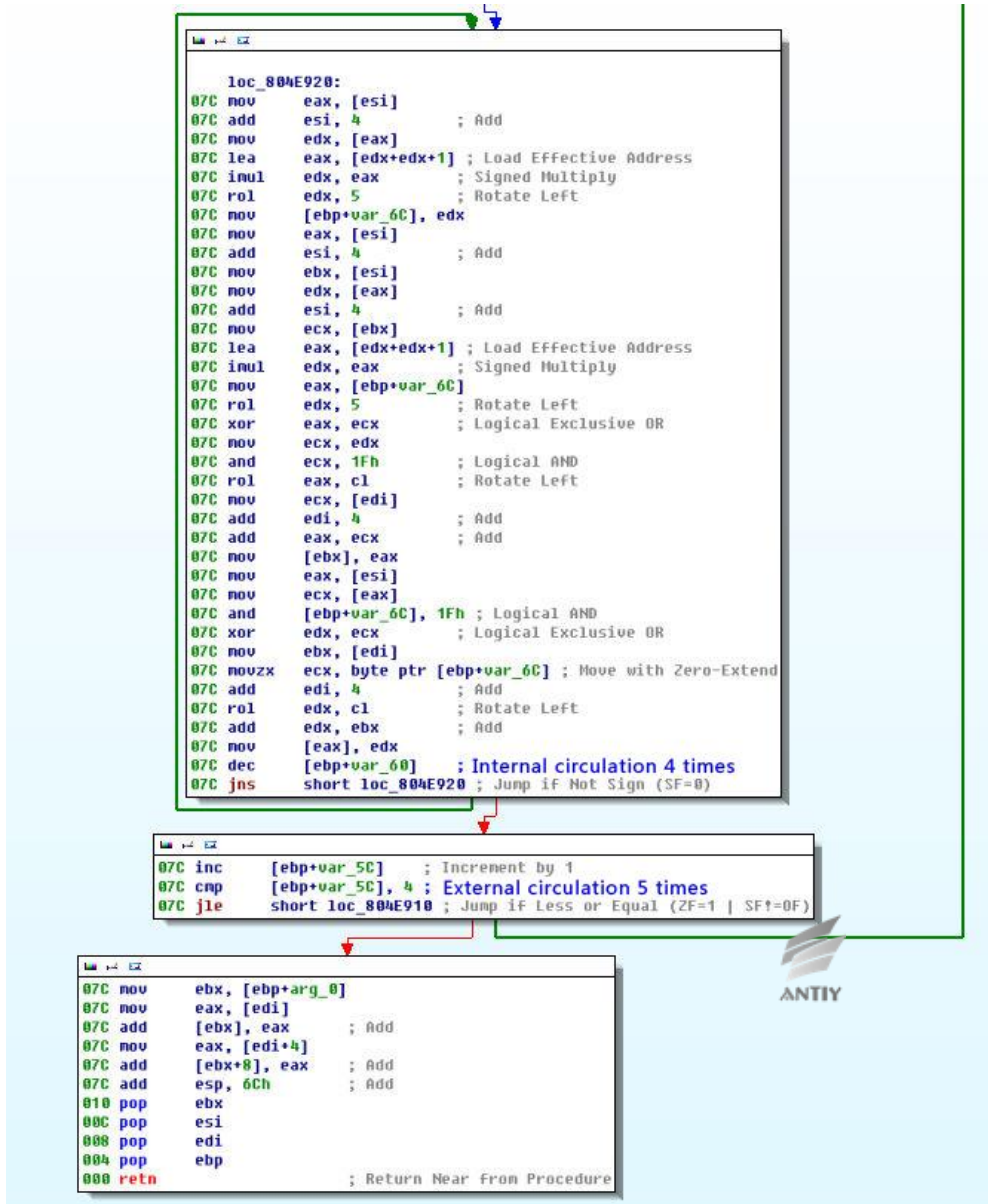 loc_804E920:
07C mov eax, [esi]
07C add esi, 4 ; Add
07C mov edx, [eax]
07C lea eax, [edx+edx+1] ; Load Effective Address
07C imul edx, eax ; Signed Multiply
07C rol edx, 5 ; Rotate Left
07C mov [ebp+var_6C], edx
07C mov eax, [esi]
07C add esi, 4 ; Add
07C mov ebx, [esi]
07C mov edx, [eax]
07C add esi, 4 ; Add
07C mov ecx, [ebx]
07C lea eax, [edx+edx+1] ; Load Effective Address
07C imul edx, eax ; Signed Multiply
07C mov eax, [ebp+var_6C]
07C rol edx, 5 ; Rotate Left
07C xor eax, ecx ; Logical Exclusive OR
07C mov ecx, edx
07C and ecx, 1Fh ; Logical AND
07C rol eax, cl ; Rotate Left
07C mov ecx, [edi]
07C add edi, 4 ; Add
07C add eax, ecx ; Add
07C mov [ebx], eax
07C mov eax, [esi]
07C mov ecx, [eax]
07C and [ebp+var_6C], 1Fh ; Logical AND
07C xor edx, ecx ; Logical Exclusive OR
07C mov ebx, [edi]
07C movzx ecx, byte ptr [ebp+var_6C] ; Move with Zero-Extend
07C add edi, 4 ; Add
07C rol edx, cl ; Rotate Left
07C add edx, ebx ; Add
07C mov [eax], edx
07C dec [ebp+var_60] ; Internal circulation 4 times
07C jns short loc_804E920 ; Jump if Not Sign (SF=0)
07C inc [ebp+var_5C] ; Increment by 1
07C cmp [ebp+var_5C], 4 ; External circulation 5 times
07C jle short loc_804E910 ; Jump if Less or Equal (ZF=1 | SF!=OF)
ANTIY
07C mov ebx, [ebp+arg_0]
07C mov eax, [edi]
07C add [ebx], eax ; Add
07C mov eax, [edi+4]
07C add [ebx+8], eax ; Add
07C add esp, 6Ch ; Add
010 pop ebx
00C pop esi
008 pop edi
004 pop ebp
000 retn ; Return Near from Procedure